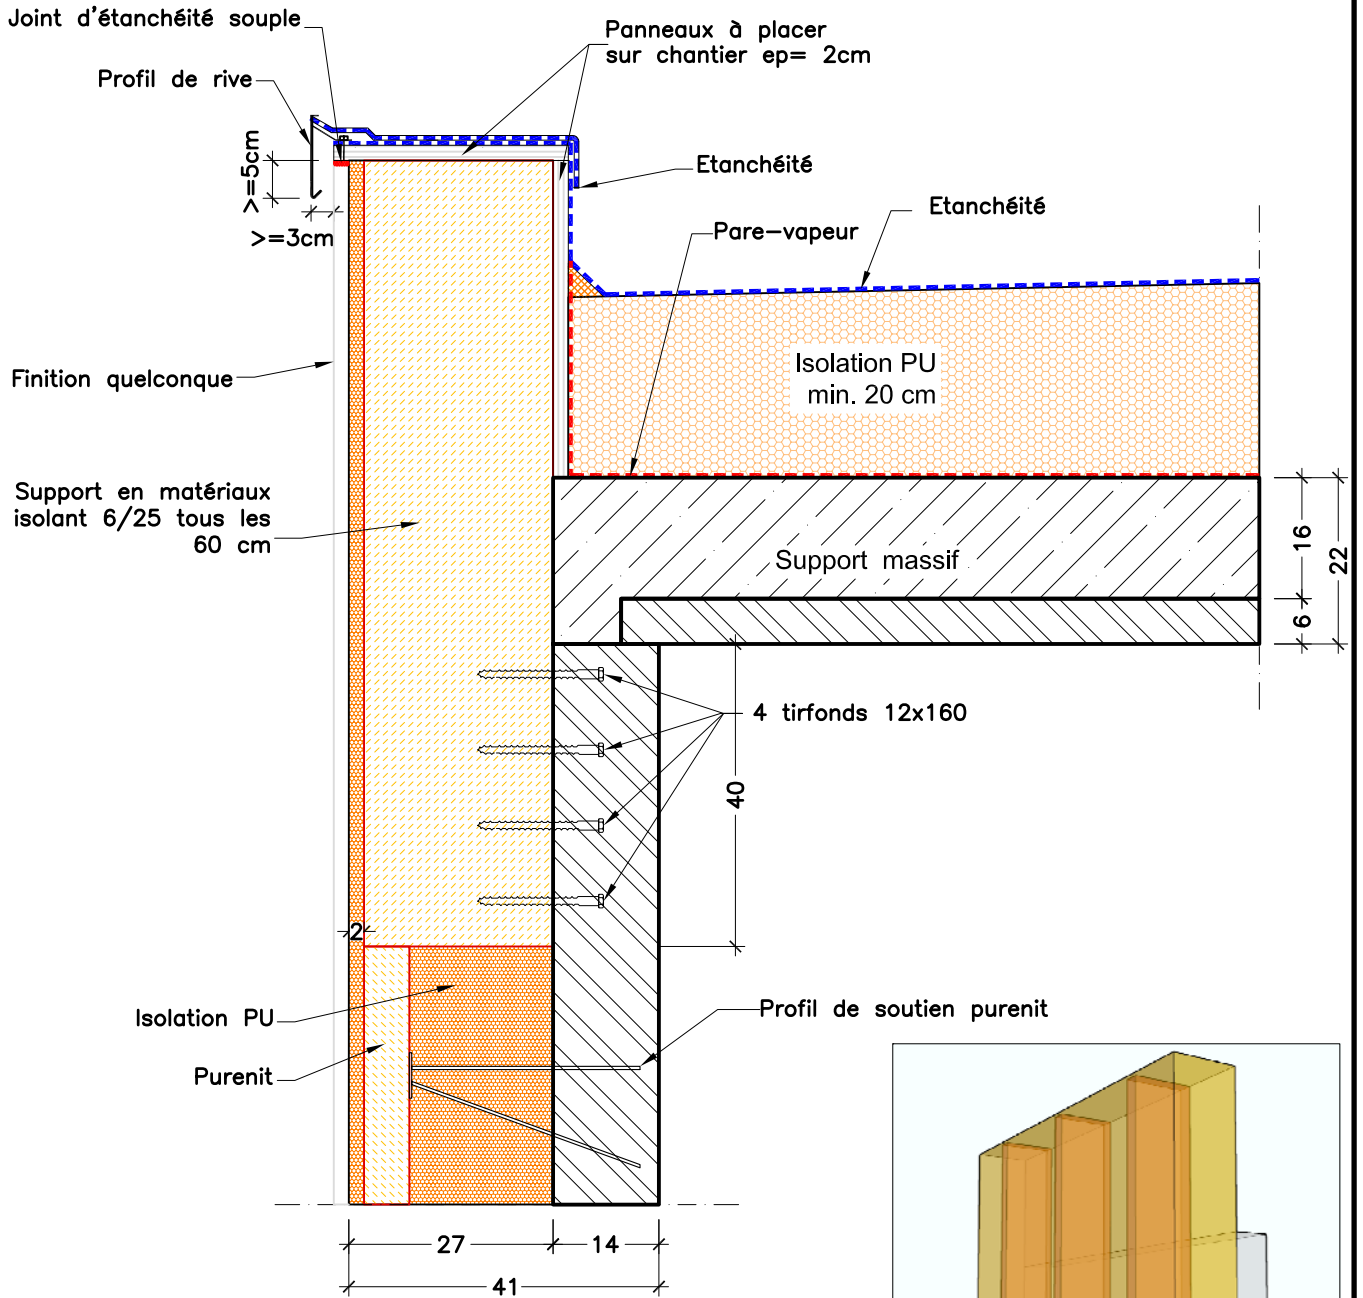 Joint d'étanchéité souple
Panneaux à placer
sur chantier ep= 2cm
Profil de rive
>=5cm
>=3cm
Etanchéité
Etanchéité
Pare-vapeur
Isolation PU
min. 20 cm
Finition quelconque
Support en matériaux
isolant 6/25 tous les
60 cm
Support massif
16
22
6
4 tirfonds 12x160
40
2
Isolation PU
Profil de soutien purenit
Purenit
27
14
41